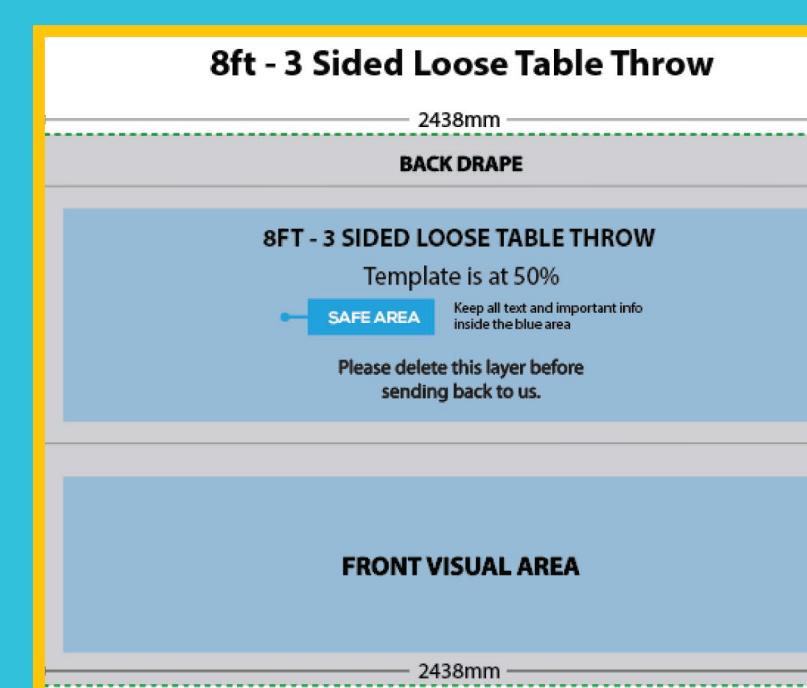 8ft - 3 Sided Loose Table Throw
2438mm
BACK DRAPE
8FT - 3 SIDED LOOSE TABLE THROW
Template is at 50%
SAFE AREA
Keep all text and important info
inside the blue area
Please delete this layer before
sending back to us.
FRONT VISUAL AREA
2438mm